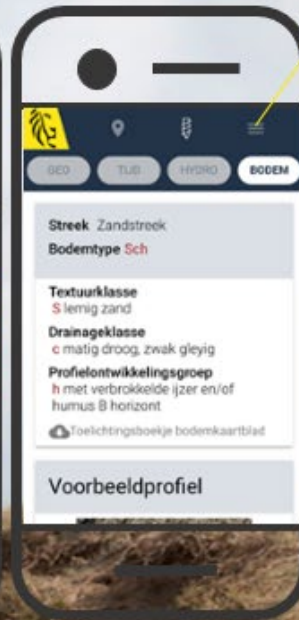 GEO TIJD HYDRO BODEM
Streek Zandstreek
Bodemtype Sch
Textuurklasse
S lemig zand
Drainageklasse
c matig droog, zwak gleyig
Profielontwikkelingsgroep
h met verbrokkelde ijzer en/of
humus B horizont
Toelichtingsboekje bodemkaartblad
Voorbeeldprofiel